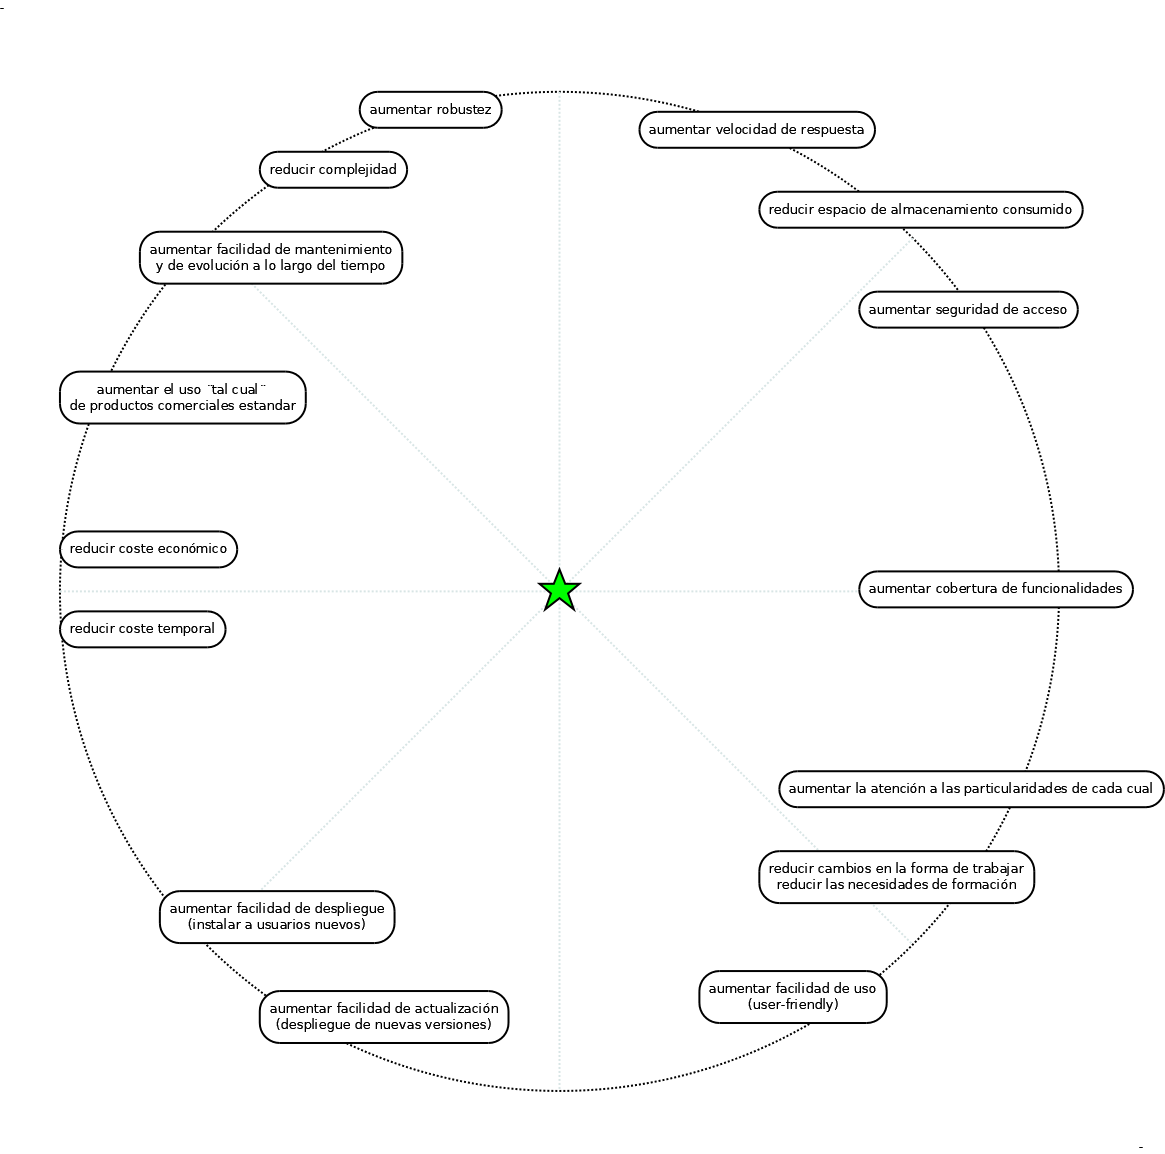 aumentar robustez
aumentar velocidad de respuesta
reducir complejidad
reducir espacio de almacenamiento consumido
aumentar facilidad de mantenimiento
y de evolución a lo largo del tiempo
aumentar seguridad de acceso
aumentar el uso ¨tal cual¨
de productos comerciales estandar
reducir coste económico
aumentar cobertura de funcionalidades
reducir coste temporal
aumentar la atención a las particularidades de cada cual
reducir cambios en la forma de trabajar
reducir las necesidades de formación
aumentar facilidad de despliegue
(instalar a usuarios nuevos)
aumentar facilidad de uso
(user-friendly)
aumentar facilidad de actualización
(despliegue de nuevas versiones)